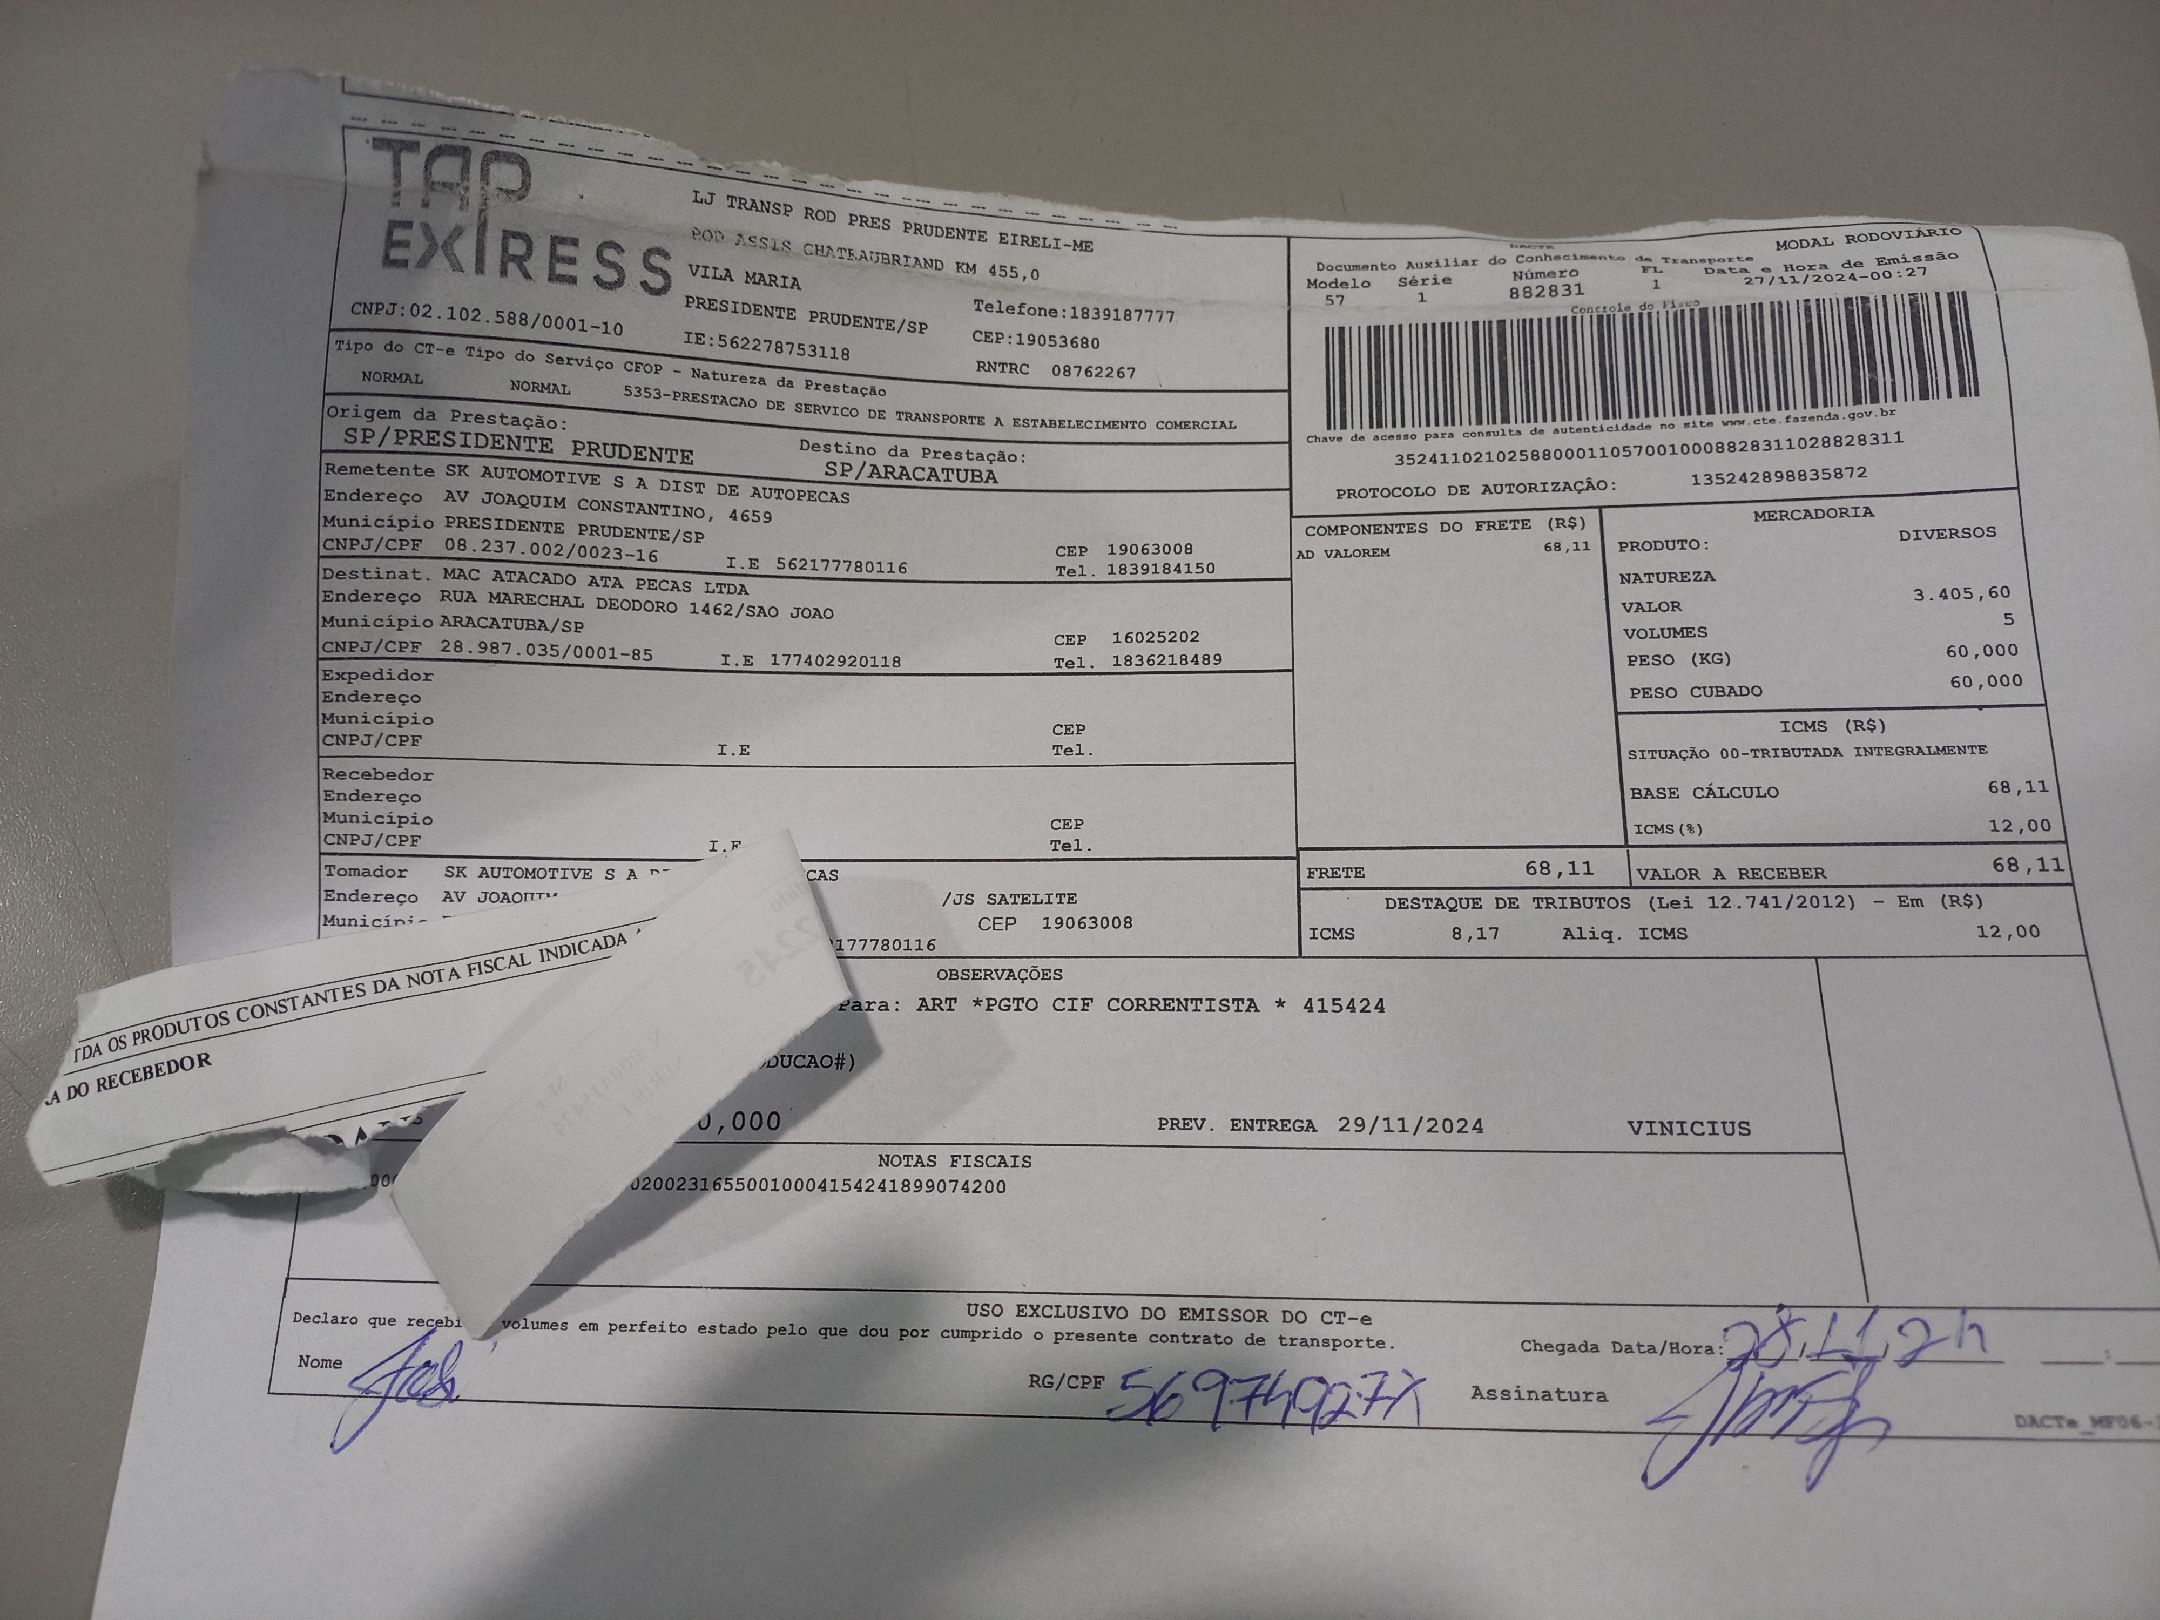 TAP
EXPRESS
LJ TRANSP ROD PRES PRUDENTE EIRELI-ME
ROD ASSIS CHATEAUBRIAND KM 455,0
VILA MARIA
PRESIDENTE PRUDENTE/SP Telefone:1839187777
CNPJ:02.102.588/0001-10 IE:562278753118 CEP:19053680
RNTRC 08762267
Tipo do CT-e Tipo do Serviço CFOP - Natureza da Prestação
NORMAL NORMAL 5353-PRESTACAO DE SERVICO DE TRANSPORTE A ESTABELECIMENTO COMERCIAL
Origem da Prestação: Destino da Prestação:
SP/PRESIDENTE PRUDENTE SP/ARACATUBA
Remetente SK AUTOMOTIVE S A DIST DE AUTOPECAS
Endereço AV JOAQUIM CONSTANTINO, 4659
Município PRESIDENTE PRUDENTE/SP CEP 19063008
CNPJ/CPF 08.237.002/0023-16 I.E 562177780116 Tel. 1839184150
Destinat. MAC ATACADO ATA PECAS LTDA
Endereço RUA MARECHAL DEODORO 1462/SAO JOAO
Município ARACATUBA/SP CEP 16025202
CNPJ/CPF 28.987.035/0001-85 I.E 177402920118 Tel. 1836218489
Expedidor
Endereço
Município CEP
CNPJ/CPF I.E Tel.
Recebedor
Endereço
Município CEP
CNPJ/CPF I.E Tel.
Tomador SK AUTOMOTIVE S A CAS
Endereço AV /JS SATELITE
CEP 19063008
177780116
DACTE MODAL RODOVIÁRIO
Documento Auxiliar do Conhecimento de Transporte
Modelo Série Número FL Data e Hora de Emissão
57 1 882831 1 27/11/2024-00:27
Controle do Fisco
Chave de acesso para consulta de autenticidade no site www.cte.fazenda.gov.br
35241102102588000110570010008828311028828311
PROTOCOLO DE AUTORIZAÇÂO: 135242898835872
COMPONENTES DO FRETE (R$)
AD VALOREM 68,11
MERCADORIA
PRODUTO: DIVERSOS
NATUREZA
VALOR 3.405,60
VOLUMES 5
PESO (KG) 60,000
PESO CUBADO 60,000
ICMS (R$)
SITUAÇÃO 00-TRIBUTADA INTEGRALMENTE
BASE CÁLCULO 68,11
ICMS(%) 12,00
FRETE 68,11 VALOR A RECEBER 68,11
DESTAQUE DE TRIBUTOS (Lei 12.741/2012) - Em (R$)
ICMS 8,17 Aliq. ICMS 12,00
OBSERVAÇÕES
Para: ART *PGTO CIF CORRENTISTA * 415424
DUCAO#)
0,000 PREV. ENTREGA 29/11/2024 VINICIUS
NOTAS FISCAIS
02002316550010004154241899074200
TDA OS PRODUTOS CONSTANTES DA NOTA FISCAL INDICADA
DO RECEBEDOR
USO EXCLUSIVO DO EMISSOR DO CT-e
Declaro que recebi volumes em perfeito estado pelo que dou por cumprido o presente contrato de transporte.
Chegada Data/Hora: 28,11,24 :
Nome RG/CPF 56974927X Assinatura